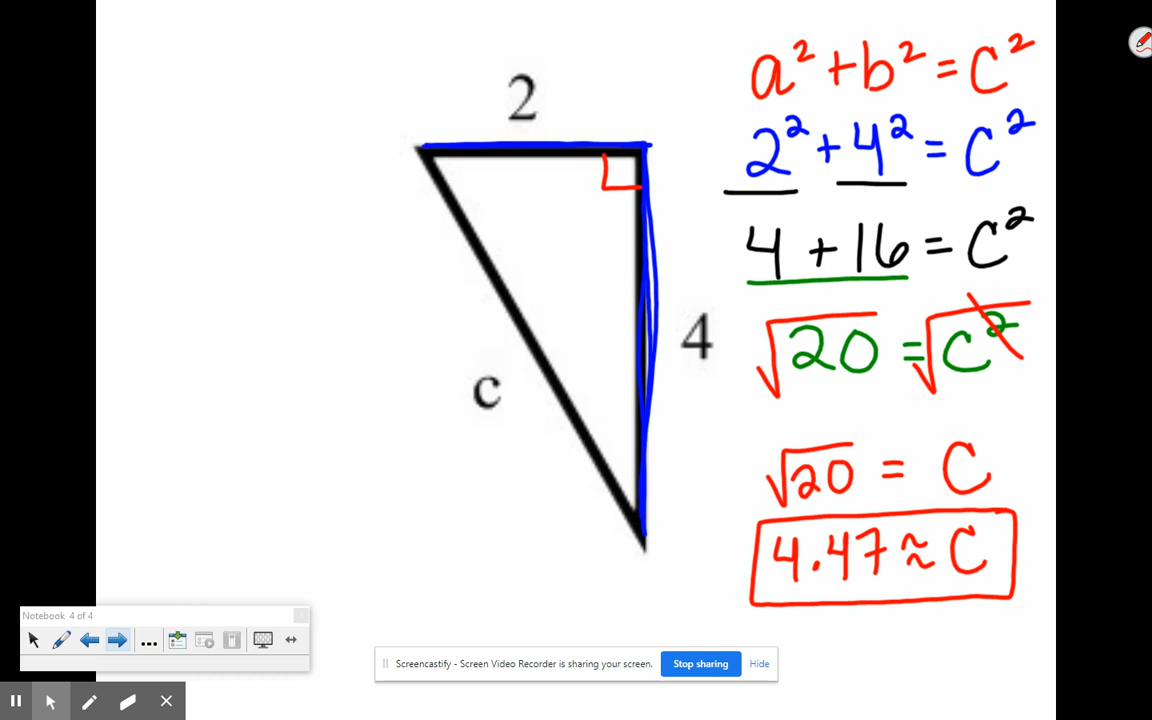 2
4
c
a² + b² = C²
2² + 4² = C²
4 + 16 = C²
√20 = √C²
√20 = C
4.47 ≈ C
Notebook 4 of 4
...
Screencastify - Screen Video Recorder is sharing your screen.
Stop sharing
Hide